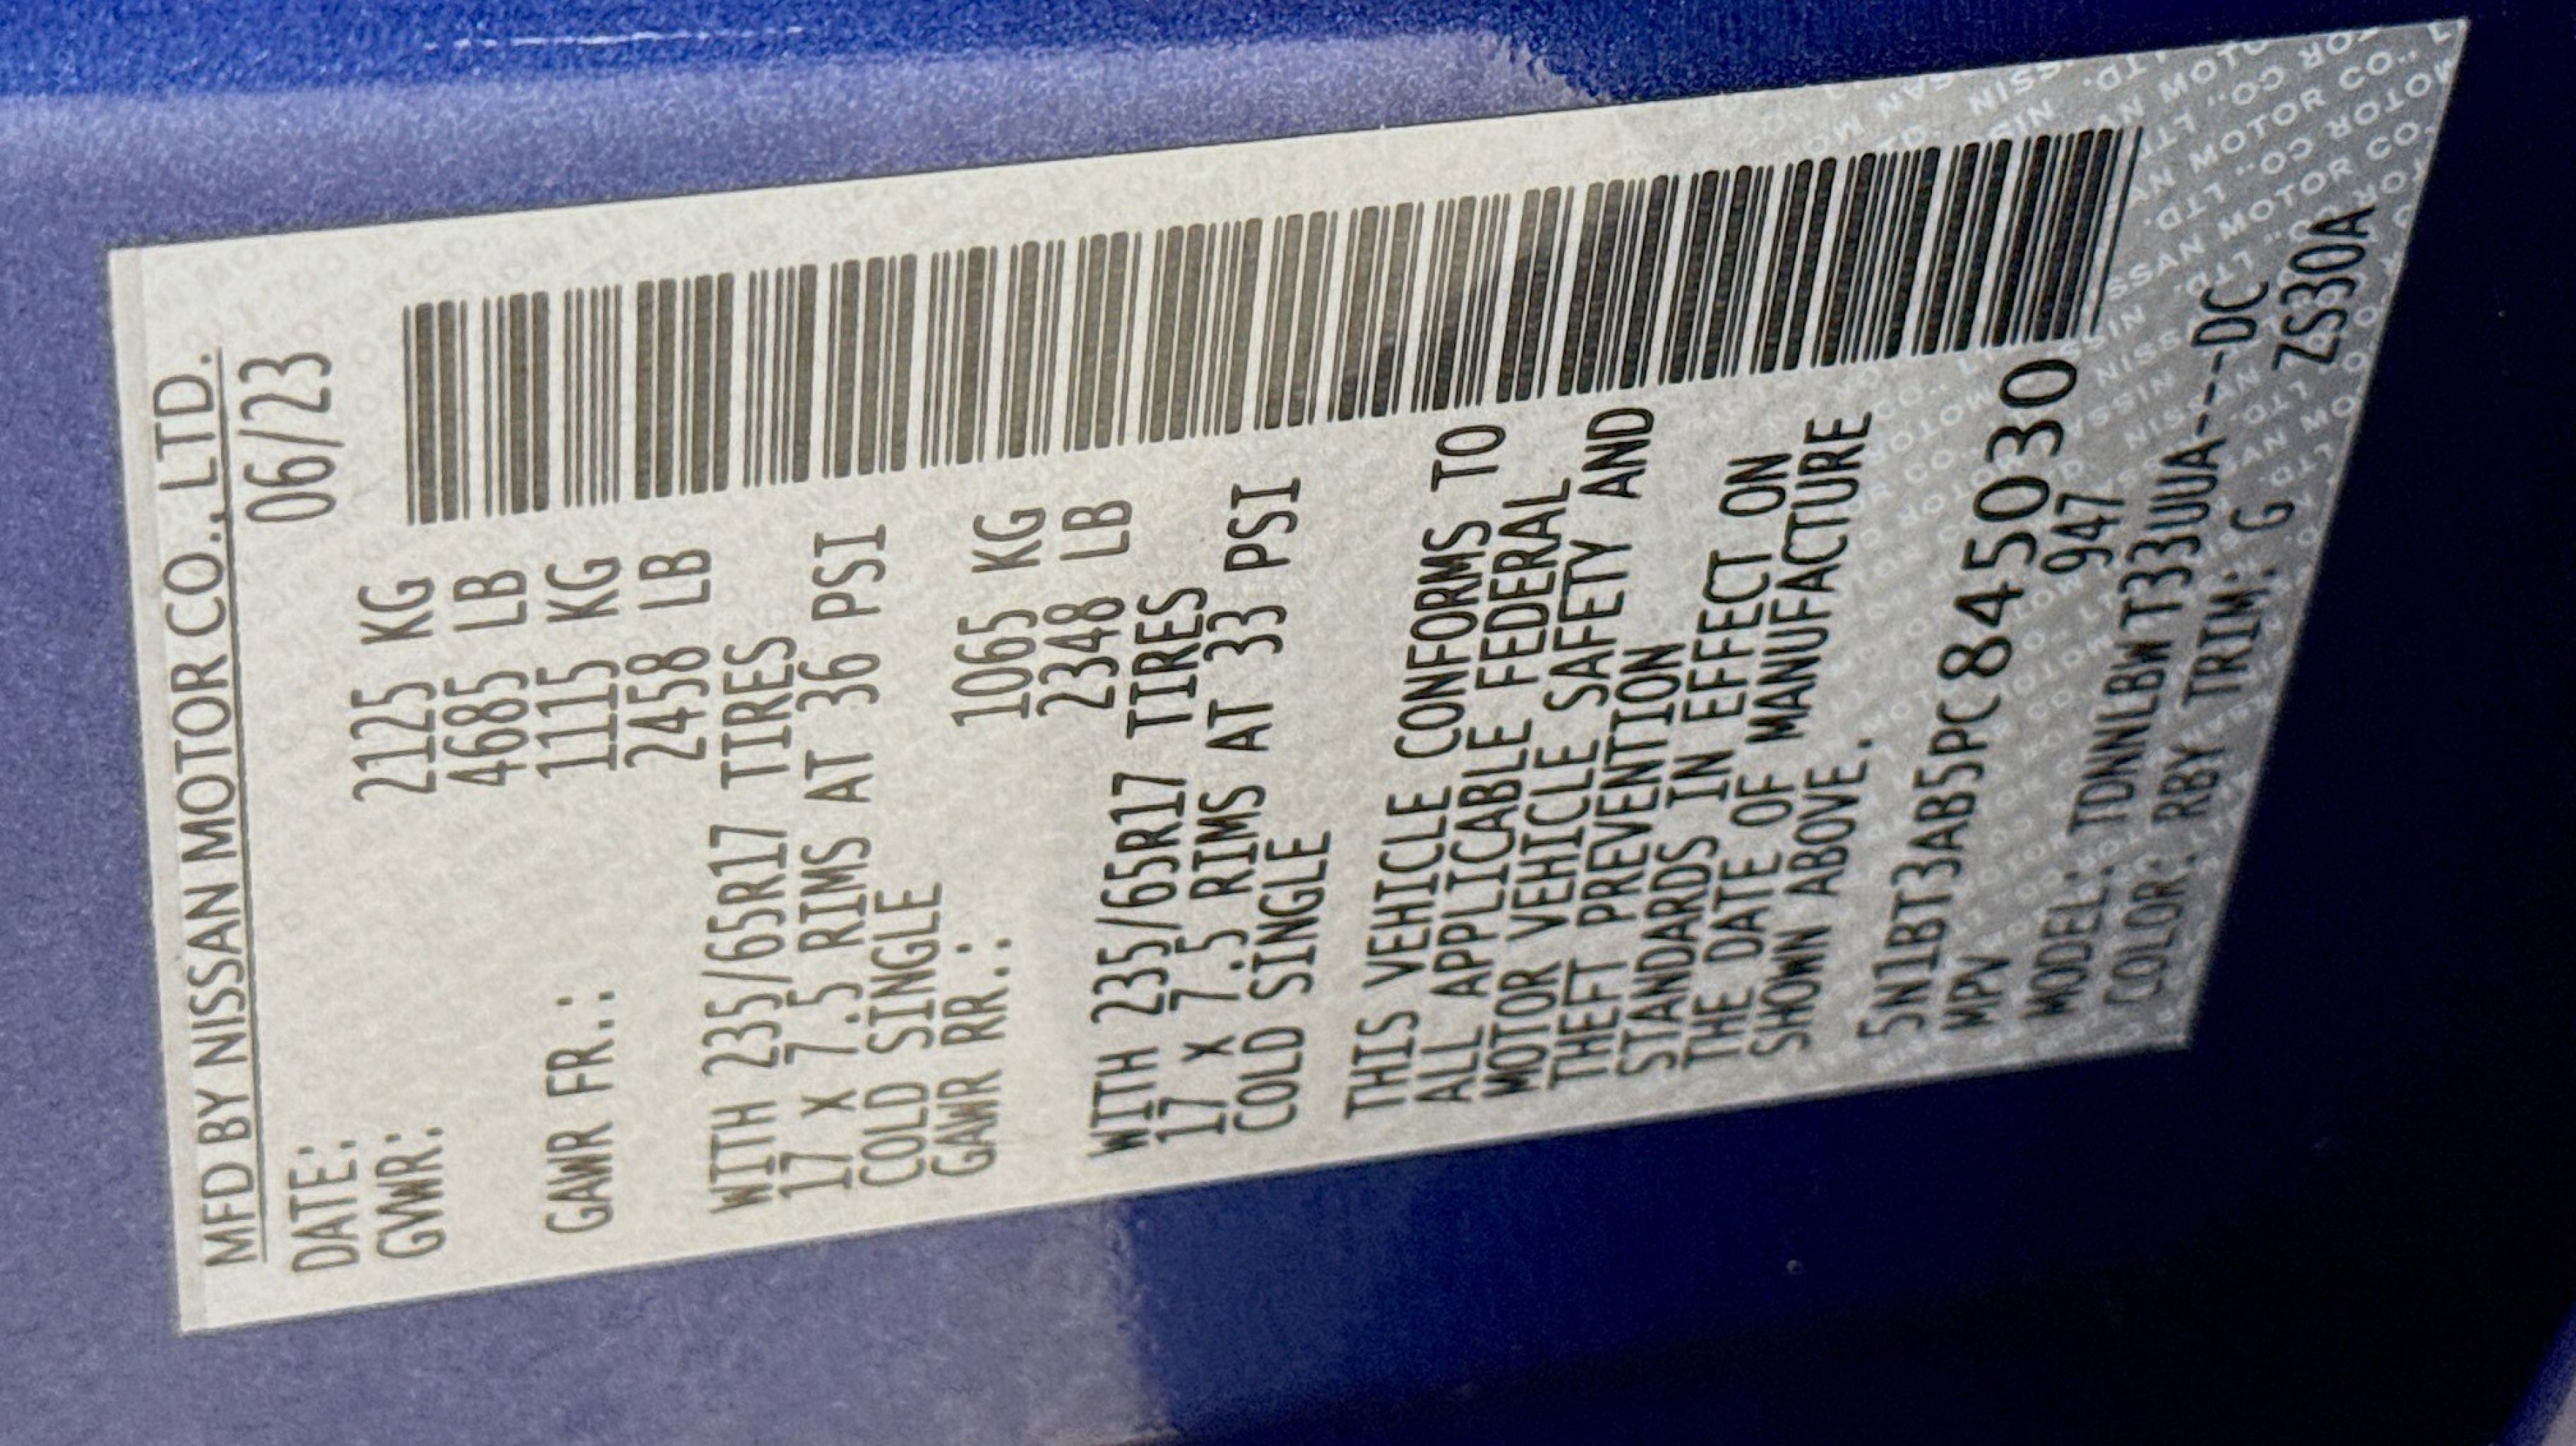 MFD BY NISSAN MOTOR CO., LTD.
DATE: 06/23
GVWR: 2125 KG
4685 LB
GAWR FR.: 1115 KG
2458 LB
WITH 235/65R17 TIRES
17 X 7.5 RIMS AT 36 PSI
COLD SINGLE
GAWR RR.: 1065 KG
2348 LB
WITH 235/65R17 TIRES
17 X 7.5 RIMS AT 33 PSI
COLD SINGLE
THIS VEHICLE CONFORMS TO
ALL APPLICABLE FEDERAL
MOTOR VEHICLE SAFETY AND
THEFT PREVENTION
STANDARDS IN EFFECT ON
THE DATE OF MANUFACTURE
SHOWN ABOVE.
5N1BT3AB5PC845030
MPV 947
MODEL: TDNNLBWT33UUA---DC
COLOR: RBY TRIM: G ZS30A